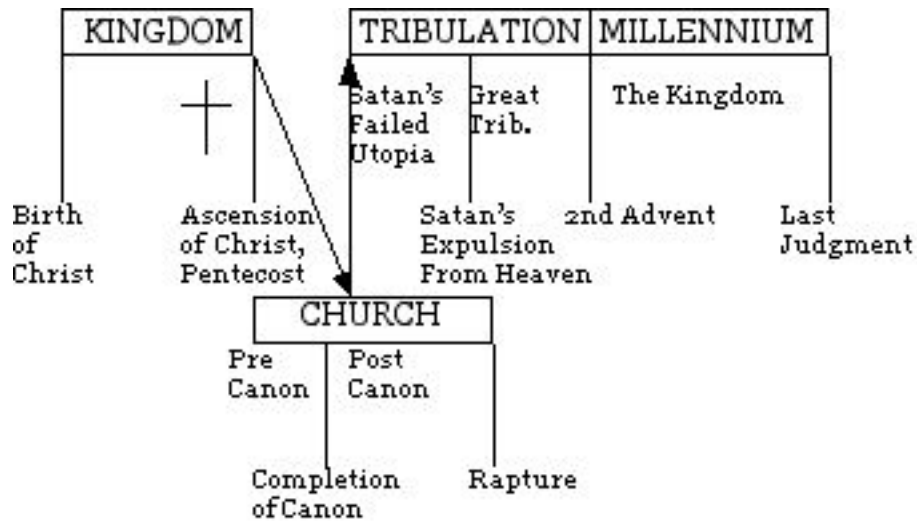 KINGDOM
TRIBULATION
MILLENNIUM
Satan's
Failed
Utopia
Great
Trib.
The Kingdom
Birth
of
Christ
Ascension
of Christ,
Pentecost
Satan's
Expulsion
From Heaven
2nd Advent
Last
Judgment
CHURCH
Pre
Canon
Post
Canon
Completion
of Canon
Rapture